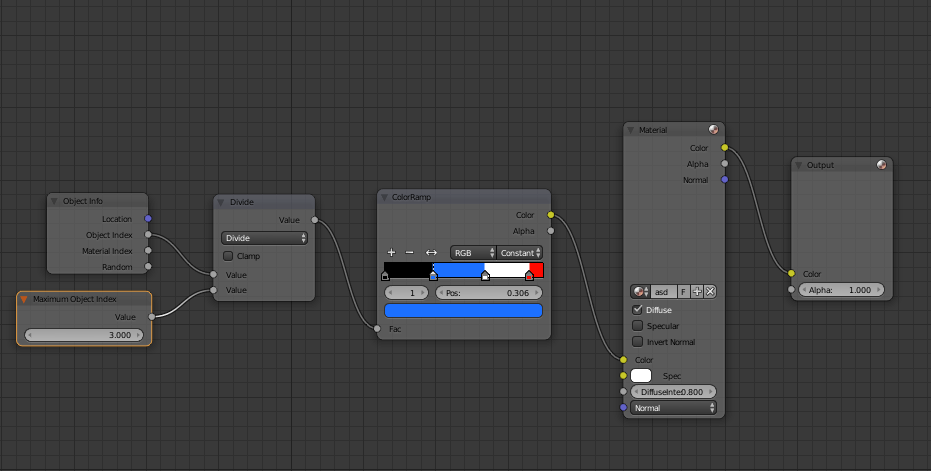 Object Info
Location
Object Index
Material Index
Random
Maximum Object Index
Value
3.000
Divide
Value
Divide
Clamp
Value
Value
ColorRamp
Color
Alpha
+ − ↔ RGB Constant
1 Pos: 0.306
Fac
Material
Color
Alpha
Normal
asd F
Diffuse
Specular
Invert Normal
Color
Spec
DiffuseInte:0.800
Normal
Output
Color
Alpha: 1.000